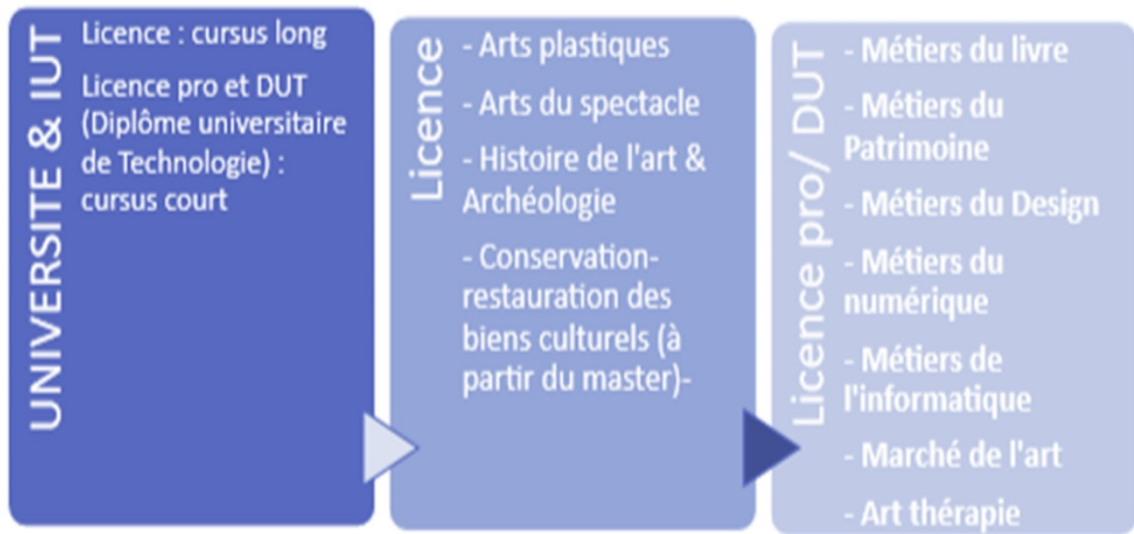 UNIVERSITE & IUT
Licence : cursus long
Licence pro et DUT
(Diplôme universitaire
de Technologie) :
cursus court
Licence
- Arts plastiques
- Arts du spectacle
- Histoire de l'art &
Archéologie
- Conservation-
restauration des
biens culturels (à
partir du master)-
Licence pro/ DUT
- Métiers du livre
- Métiers du
Patrimoine
- Métiers du Design
- Métiers du
numérique
- Métiers de
l'informatique
- Marché de l'art
- Art thérapie